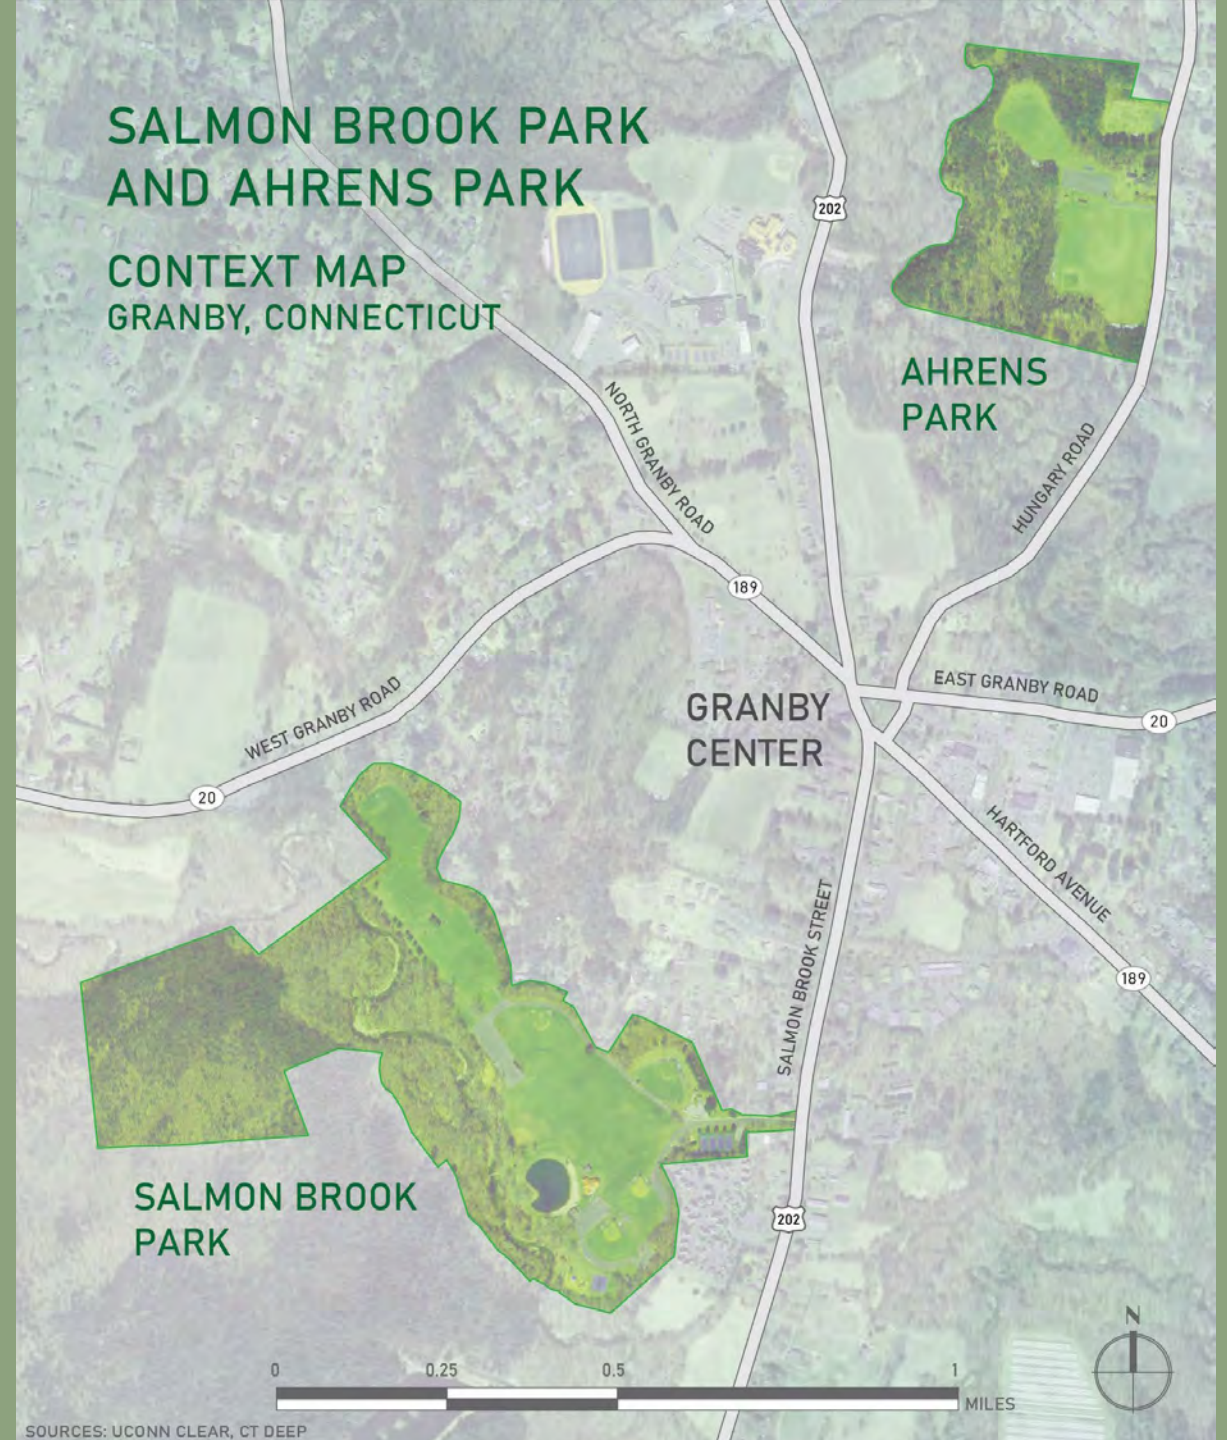 SALMON BROOK PARK
AND AHRENS PARK
CONTEXT MAP
GRANBY, CONNECTICUT
202
AHRENS
PARK
NORTH GRANBY ROAD
HUNGARY ROAD
189
EAST GRANBY ROAD
WEST GRANBY ROAD
GRANBY
CENTER
20
20
HARTFORD AVENUE
SALMON BROOK STREET
189
SALMON BROOK
PARK
202
N
0 0.25 0.5 1
MILES
SOURCES: UCONN CLEAR, CT DEEP